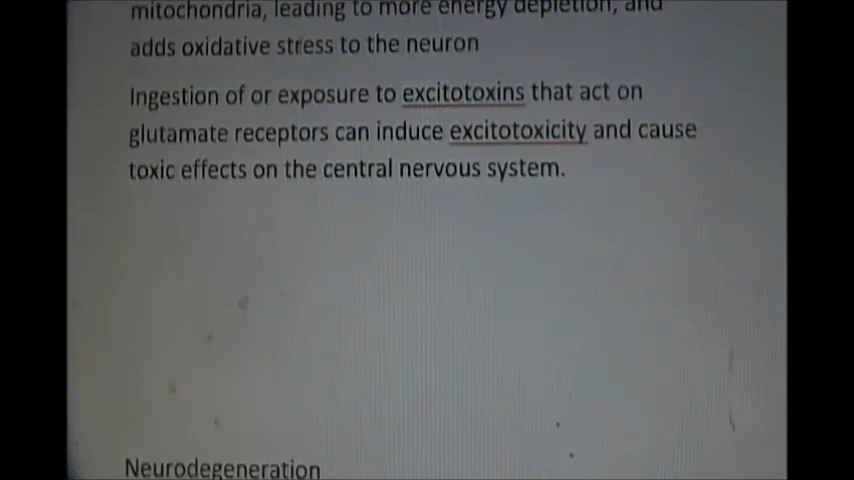 mitochondria, leading to more energy depletion, and
adds oxidative stress to the neuron
Ingestion of or exposure to excitotoxins that act on
glutamate receptors can induce excitotoxicity and cause
toxic effects on the central nervous system.
Neurodegeneration